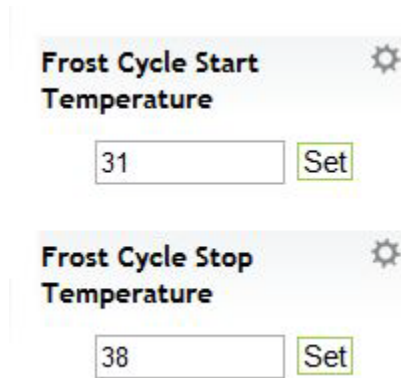 Frost Cycle Start
Temperature
31 Set
Frost Cycle Stop
Temperature
38 Set